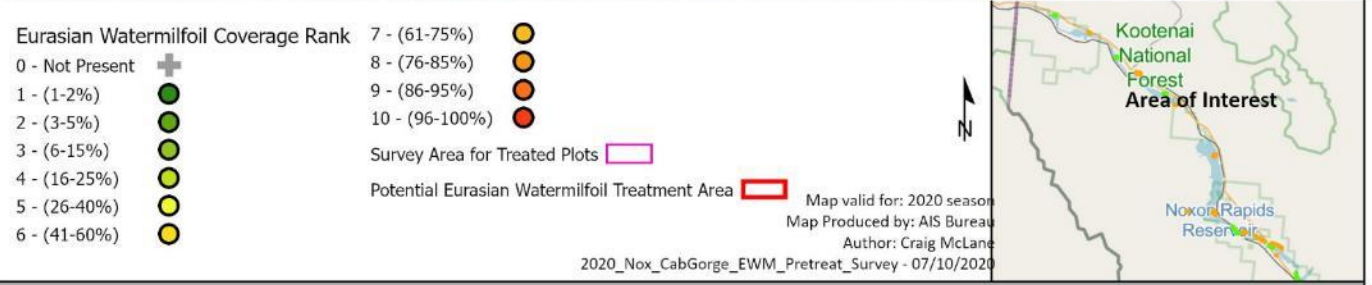 Eurasian Watermilfoil Coverage Rank
0 - Not Present
1 - (1-2%)
2 - (3-5%)
3 - (6-15%)
4 - (16-25%)
5 - (26-40%)
6 - (41-60%)
7 - (61-75%)
8 - (76-85%)
9 - (86-95%)
10 - (96-100%)
Survey Area for Treated Plots
Potential Eurasian Watermilfoil Treatment Area
Map valid for: 2020 season
Map Produced by: AIS Bureau
Author: Craig McLane
2020_Nox_CabGorge_EWM_Pretreat_Survey - 07/10/2020
N
Kootenai
National
Forest
Area of Interest
Noxon Rapids
Reservoir